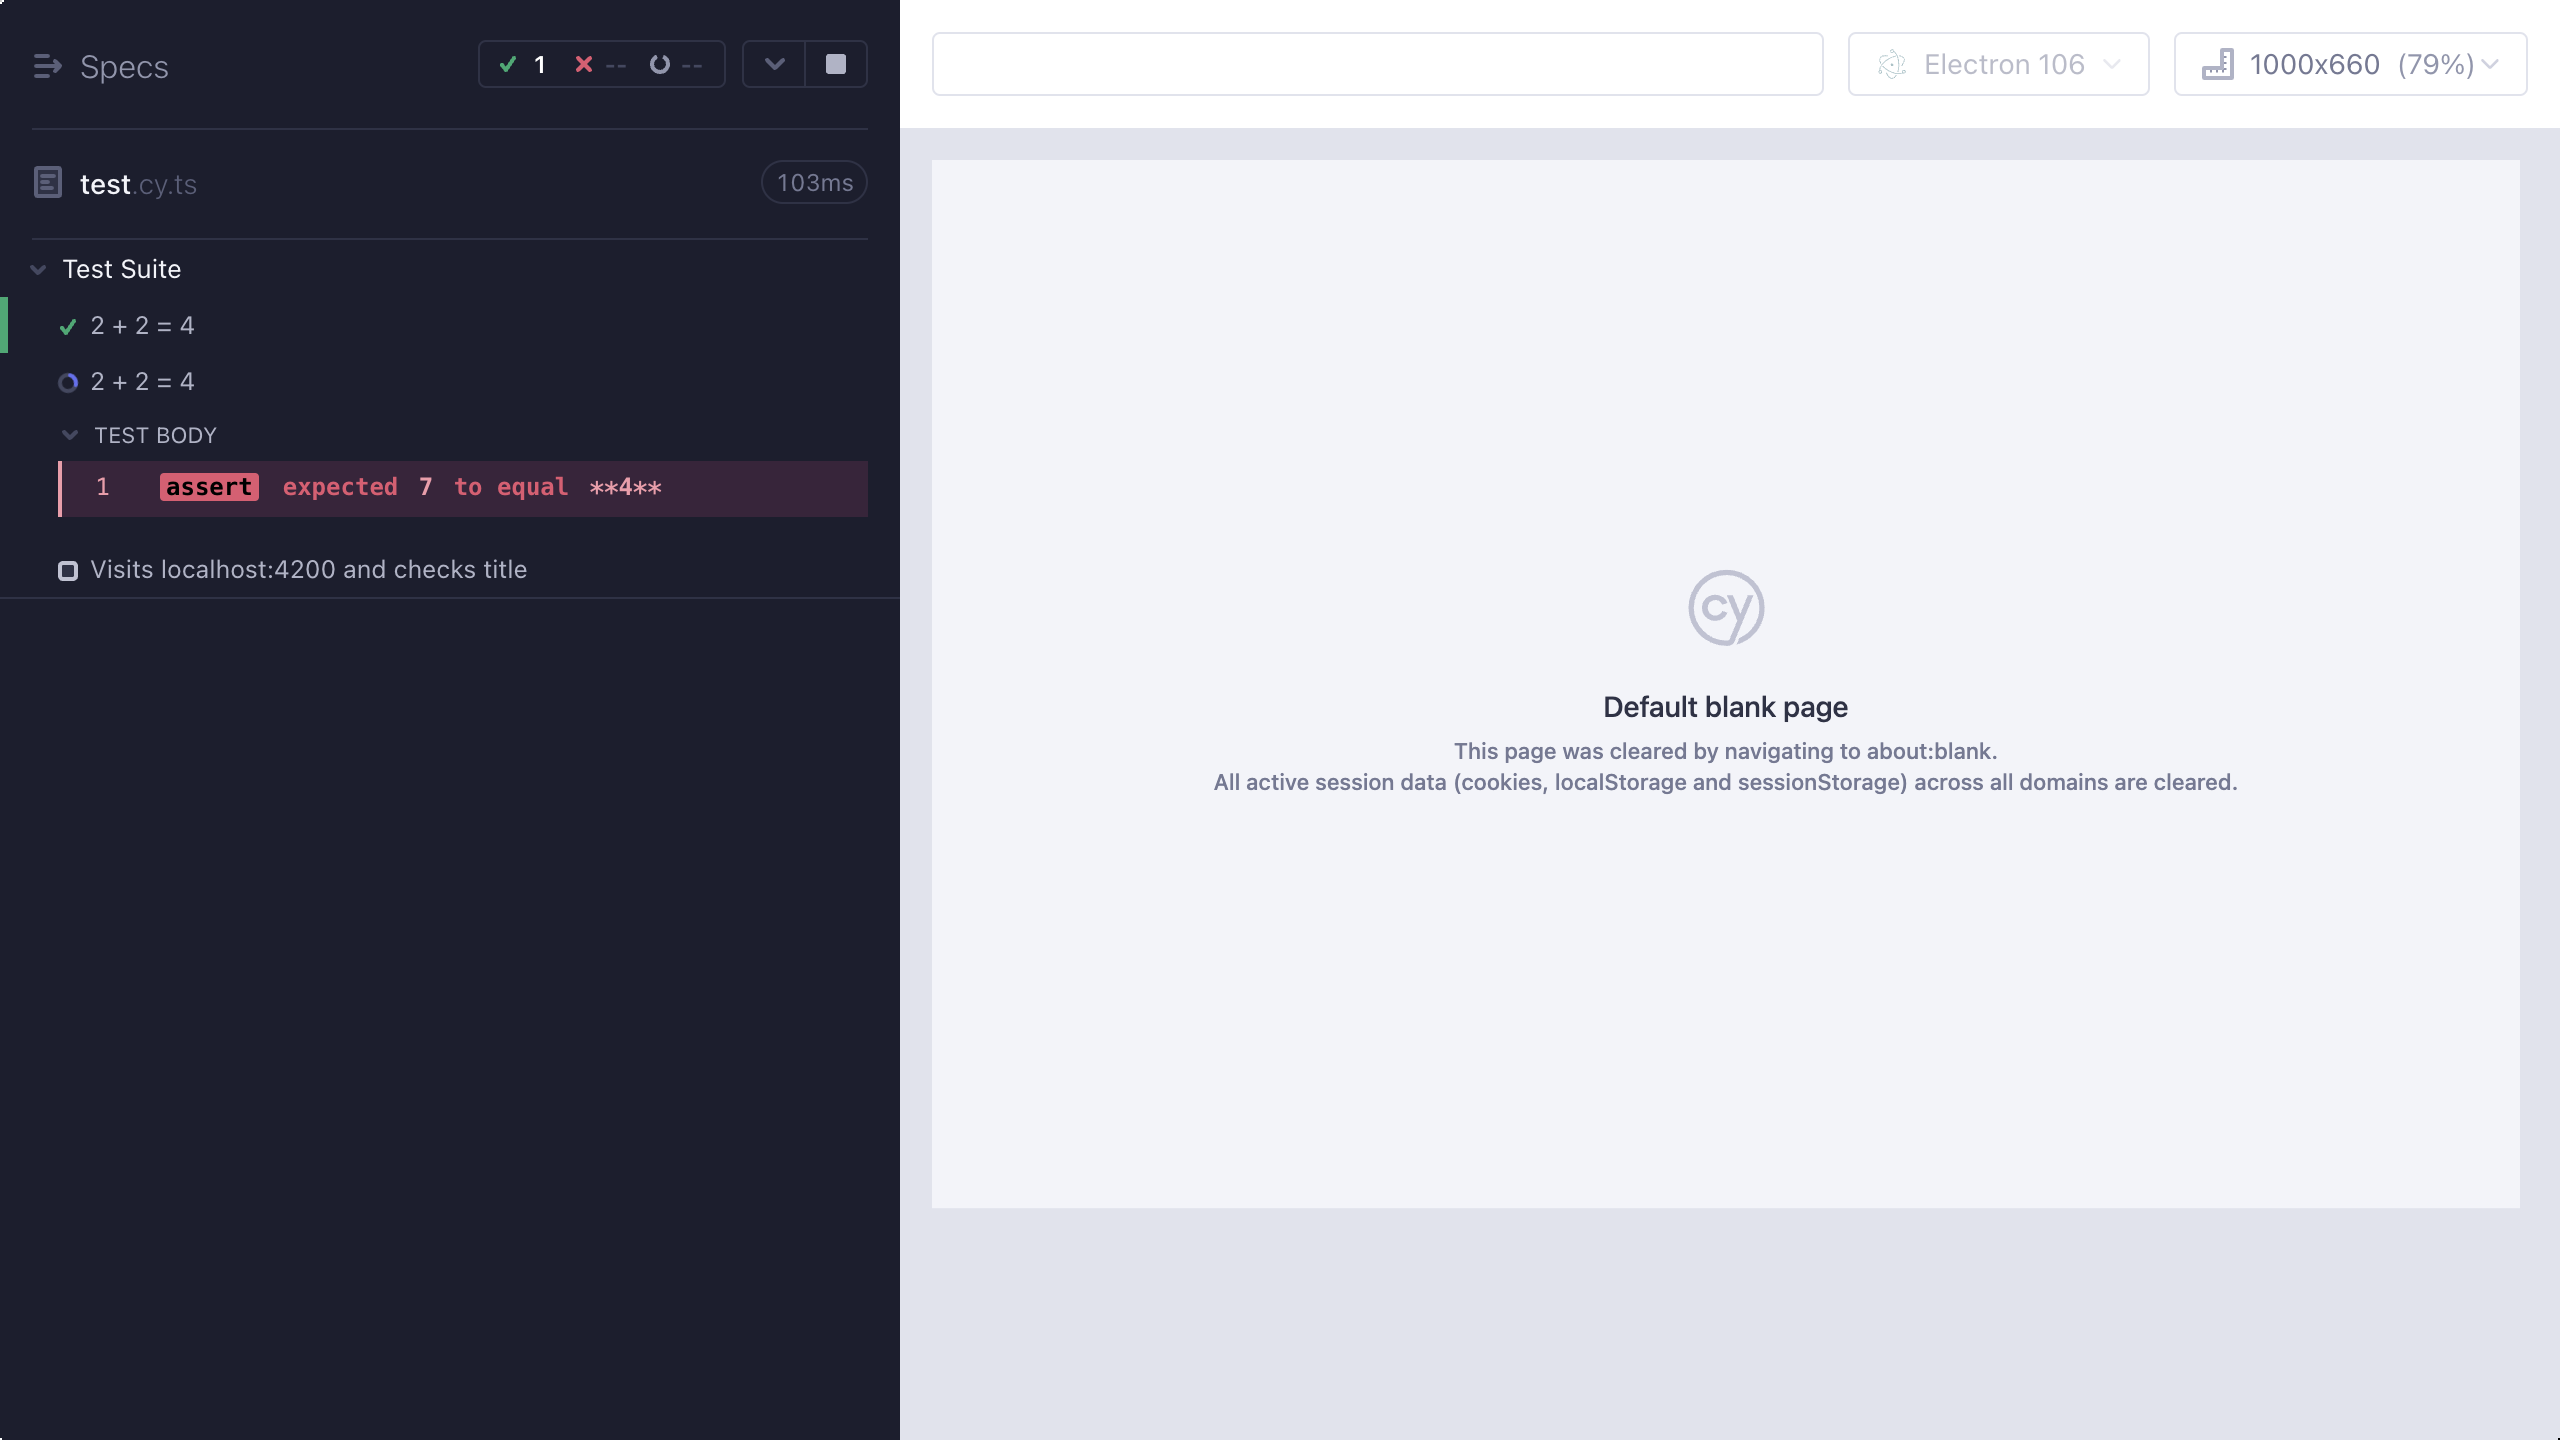 Specs
1 -- --
test.cy.ts
103ms
Test Suite
2 + 2 = 4
2 + 2 = 4
TEST BODY
1 assert expected 7 to equal **4**
Visits localhost:4200 and checks title
Electron 106
1000x660 (79%)
cy
Default blank page
This page was cleared by navigating to about:blank.
All active session data (cookies, localStorage and sessionStorage) across all domains are cleared.